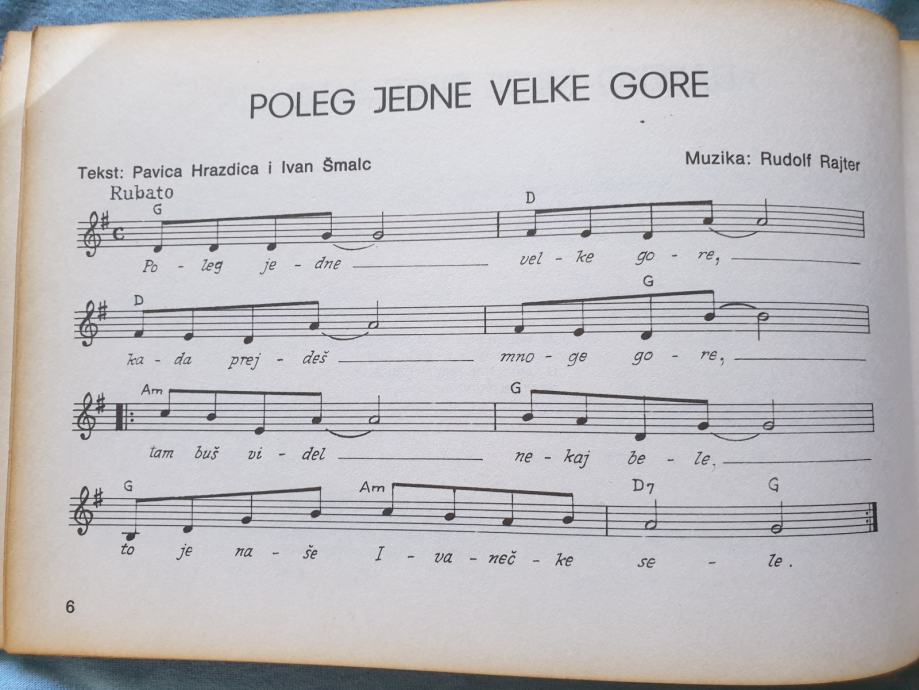 POLEG JEDNE VELKE GORE
Tekst: Pavica Hrazdica i Ivan Šmalc
Muzika: Rudolf Rajter
Rubato
G D
Po - leg je - dne vel - ke go - re,
D G
ka - da prej - deš mno - ge go - re,
Am G
tam buš vi - del ne - kaj be - le,
G Am D7 G
to je na - še I - va - neč - ke se - le.
6